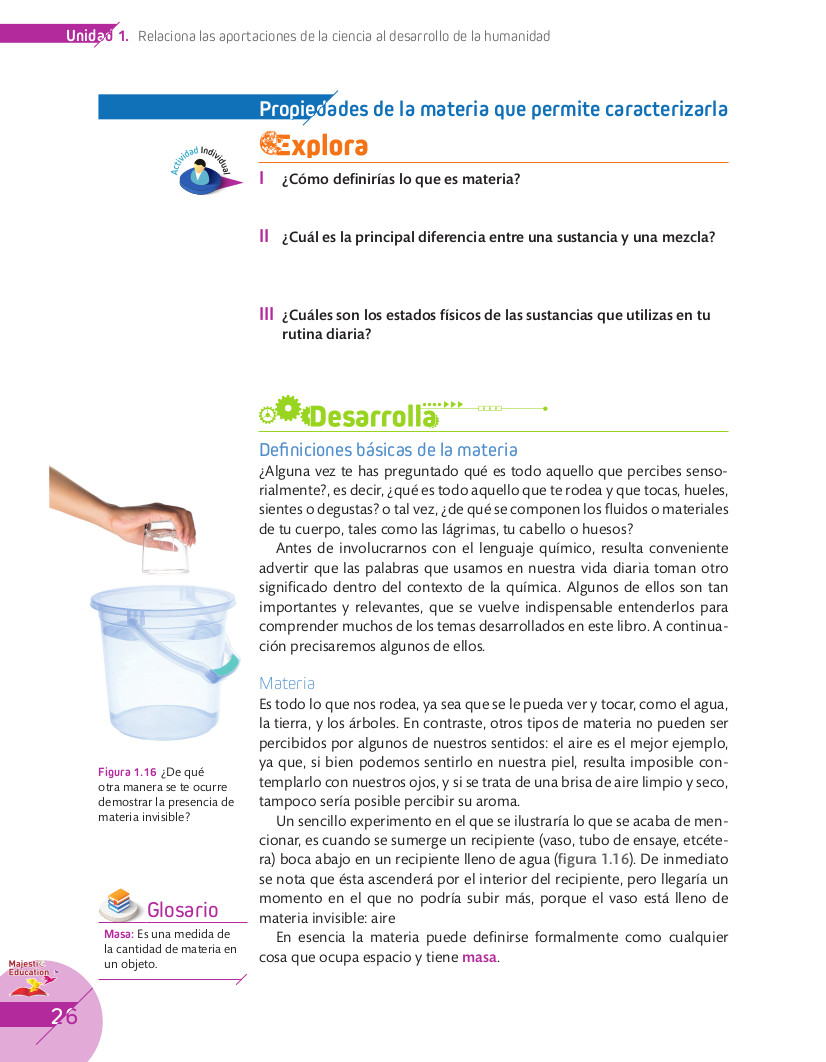 Unidad 1. Relaciona las aportaciones de la ciencia al desarrollo de la humanidad
Propiedades de la materia que permite caracterizarla
Explora
Actividad Individual
I ¿Cómo definirías lo que es materia?
II ¿Cuál es la principal diferencia entre una sustancia y una mezcla?
III ¿Cuáles son los estados físicos de las sustancias que utilizas en tu
rutina diaria?
Desarrolla
Definiciones básicas de la materia
¿Alguna vez te has preguntado qué es todo aquello que percibes senso-
rialmente?, es decir, ¿qué es todo aquello que te rodea y que tocas, hueles,
sientes o degustas? o tal vez, ¿de qué se componen los fluidos o materiales
de tu cuerpo, tales como las lágrimas, tu cabello o huesos?
Antes de involucrarnos con el lenguaje químico, resulta conveniente
advertir que las palabras que usamos en nuestra vida diaria toman otro
significado dentro del contexto de la química. Algunos de ellos son tan
importantes y relevantes, que se vuelve indispensable entenderlos para
comprender muchos de los temas desarrollados en este libro. A continua-
ción precisaremos algunos de ellos.
Materia
Es todo lo que nos rodea, ya sea que se le pueda ver y tocar, como el agua,
la tierra, y los árboles. En contraste, otros tipos de materia no pueden ser
percibidos por algunos de nuestros sentidos: el aire es el mejor ejemplo,
ya que, si bien podemos sentirlo en nuestra piel, resulta imposible con-
templarlo con nuestros ojos, y si se trata de una brisa de aire limpio y seco,
tampoco sería posible percibir su aroma.
Un sencillo experimento en el que se ilustraría lo que se acaba de men-
cionar, es cuando se sumerge un recipiente (vaso, tubo de ensaye, etcéte-
ra) boca abajo en un recipiente lleno de agua (figura 1.16). De inmediato
se nota que ésta ascenderá por el interior del recipiente, pero llegaría un
momento en el que no podría subir más, porque el vaso está lleno de
materia invisible: aire
En esencia la materia puede definirse formalmente como cualquier
cosa que ocupa espacio y tiene masa.
Figura 1.16 ¿De qué
otra manera se te ocurre
demostrar la presencia de
materia invisible?
Glosario
Masa: Es una medida de
la cantidad de materia en
un objeto.
Majestic
Education
26